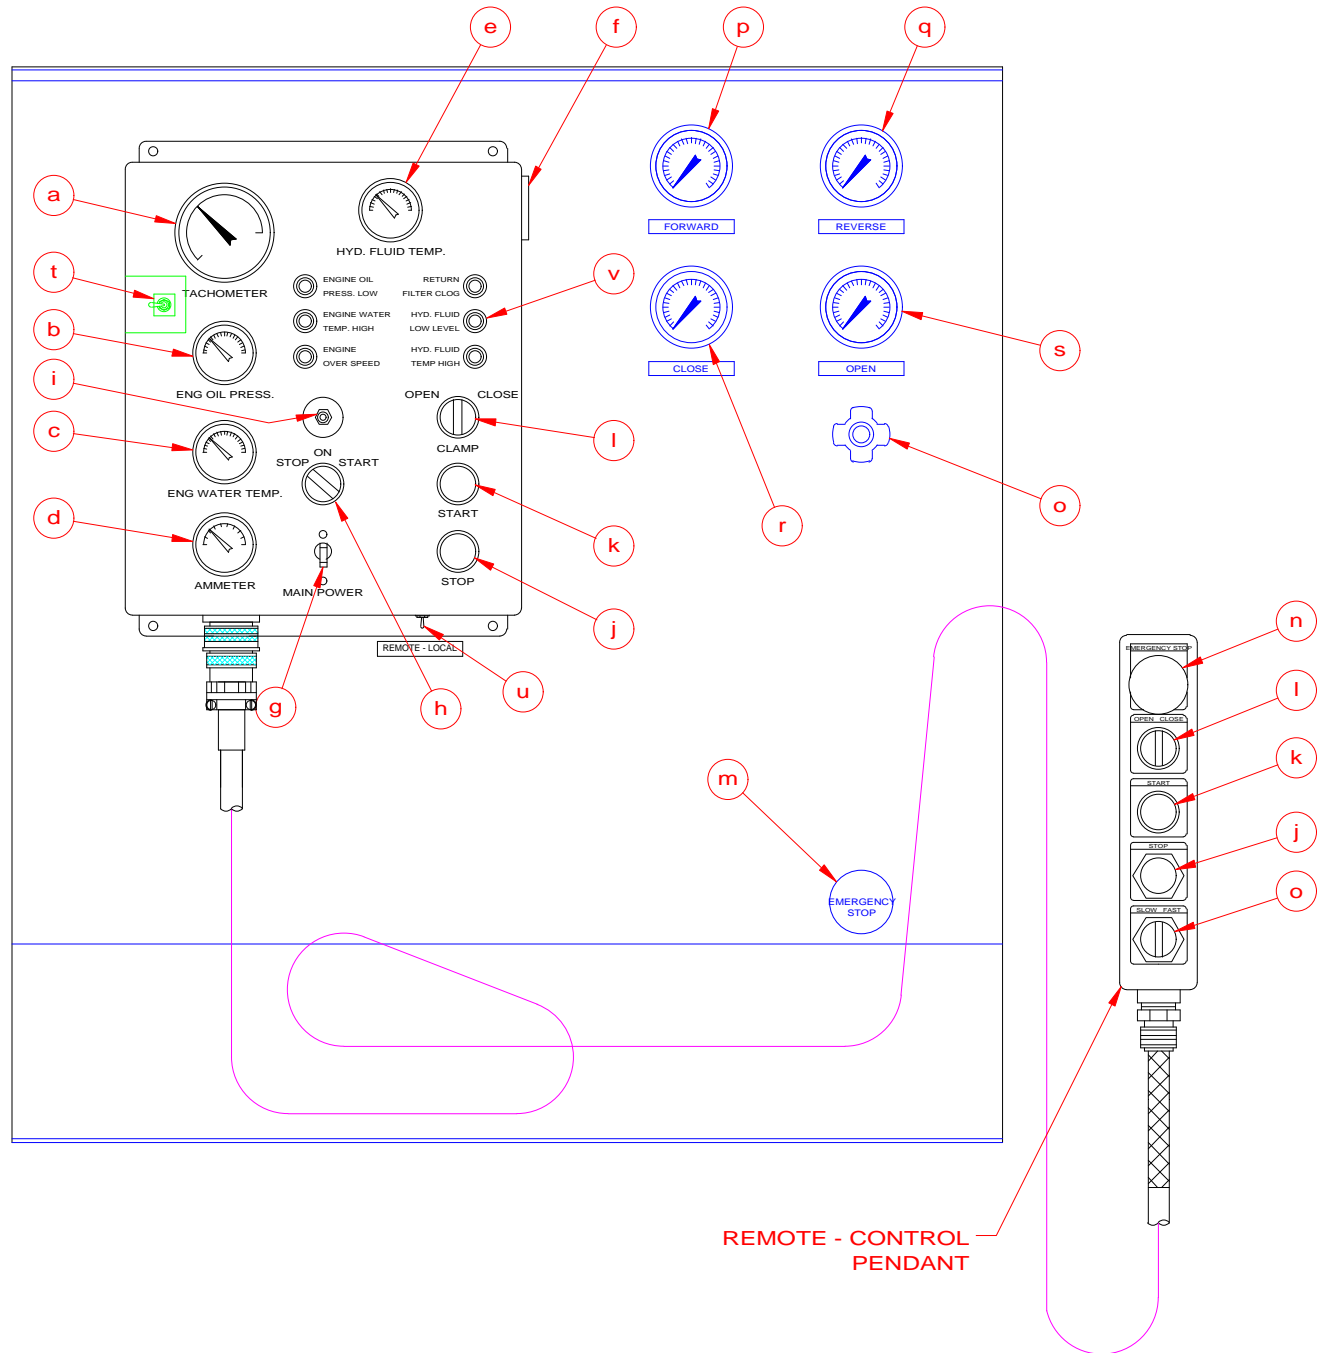 e
f
p
q
a
HYD. FLUID TEMP.
FORWARD
REVERSE
t
TACHOMETER
ENGINE OIL
PRESS. LOW
RETURN
FILTER CLOG
v
ENGINE WATER
TEMP. HIGH
HYD. FLUID
LOW LEVEL
ENGINE
OVER SPEED
HYD. FLUID
TEMP HIGH
b
ENG OIL PRESS.
i
CLOSE
OPEN
s
OPEN
CLOSE
CLAMP
l
c
ENG WATER TEMP.
ON
STOP
START
START
k
r
o
d
AMMETER
MAIN POWER
STOP
j
REMOTE - LOCAL
g
h
u
n
EMERGENCY STOP
l
OPEN CLOSE
k
START
j
STOP
o
SLOW FAST
m
EMERGENCY
STOP
REMOTE - CONTROL
PENDANT